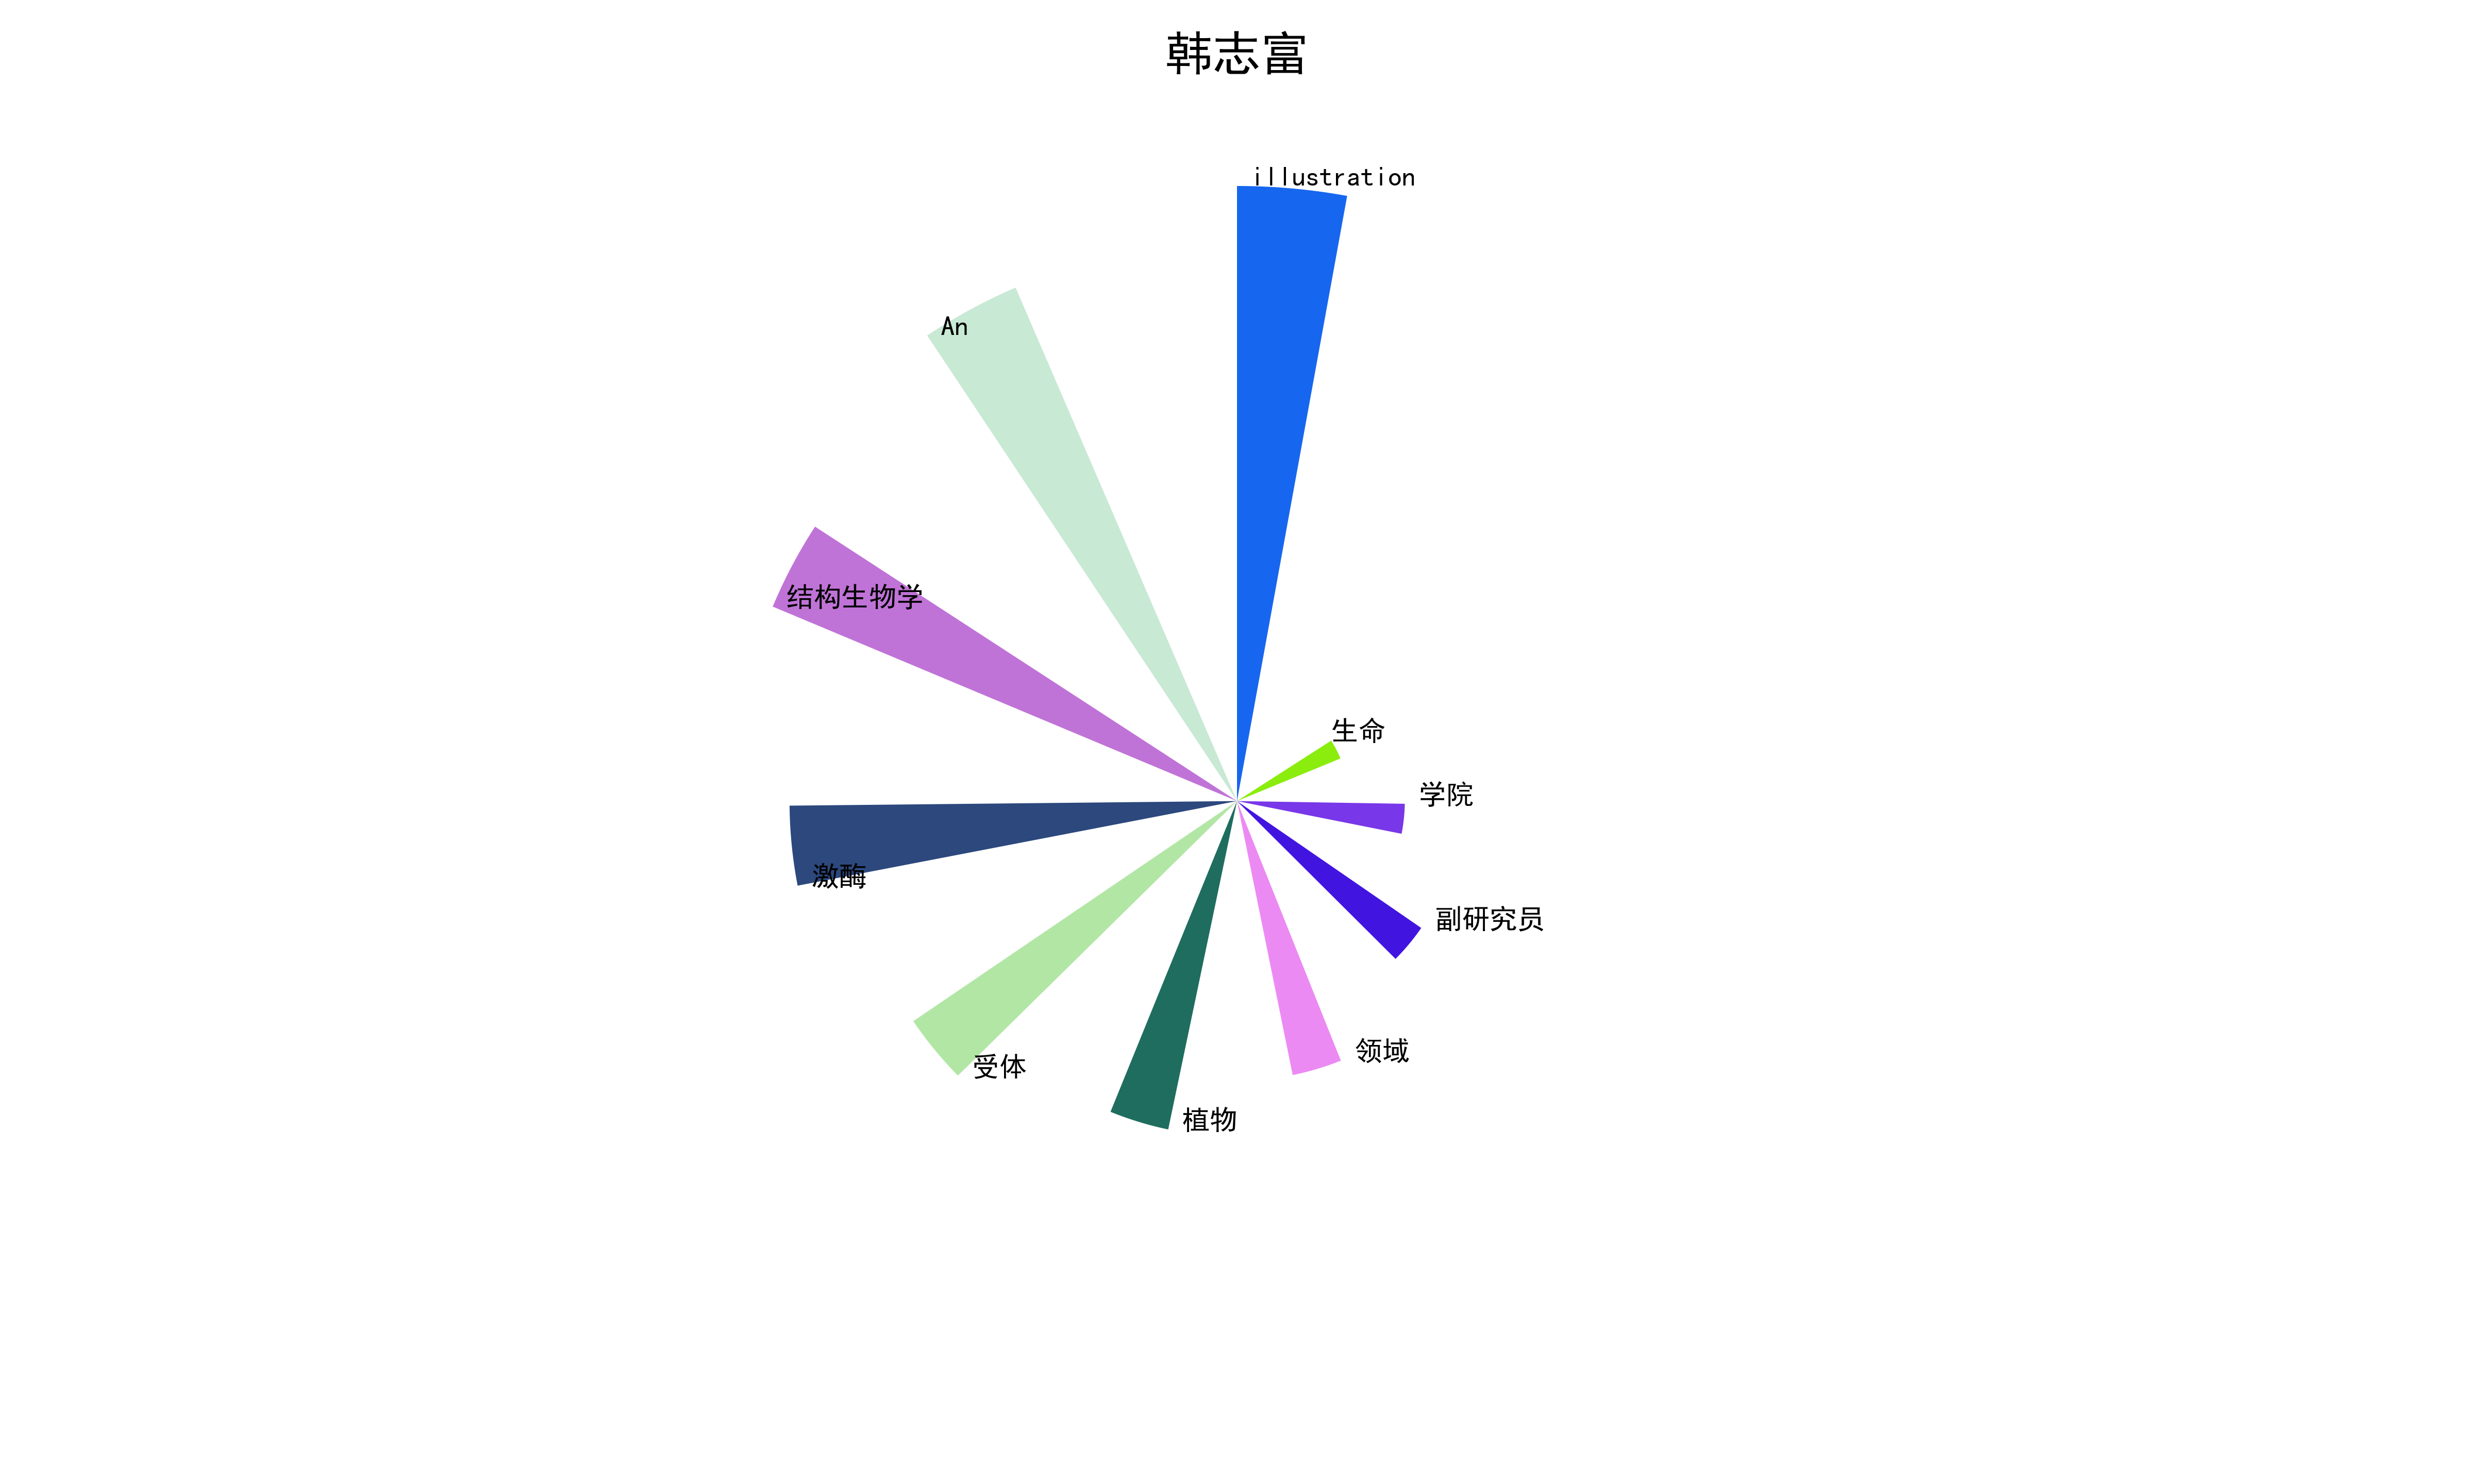 韩志富
illustration
An
结构生物学
生命
学院
激酶
副研究员
领域
受体
植物